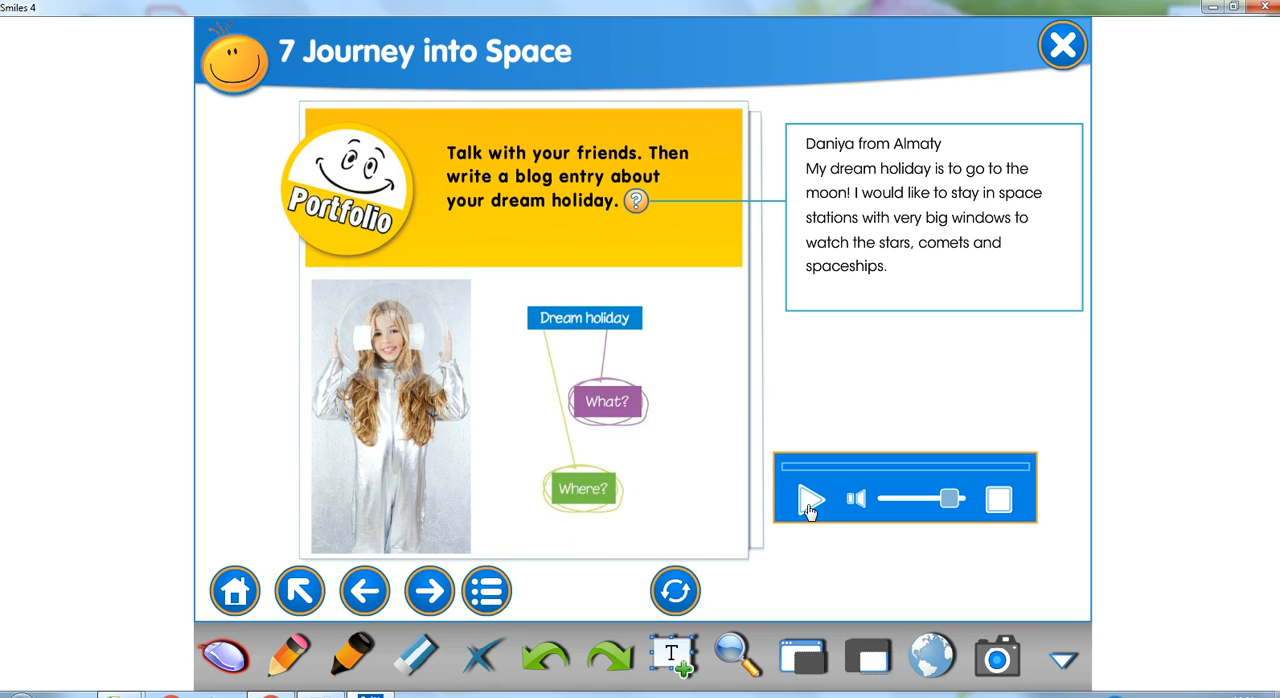 Smiles 4
7 Journey into Space
Portfolio
Talk with your friends. Then
write a blog entry about
your dream holiday. ?
Daniya from Almaty
My dream holiday is to go to the
moon! I would like to stay in space
stations with very big windows to
watch the stars, comets and
spaceships.
Dream holiday
What?
Where?
T